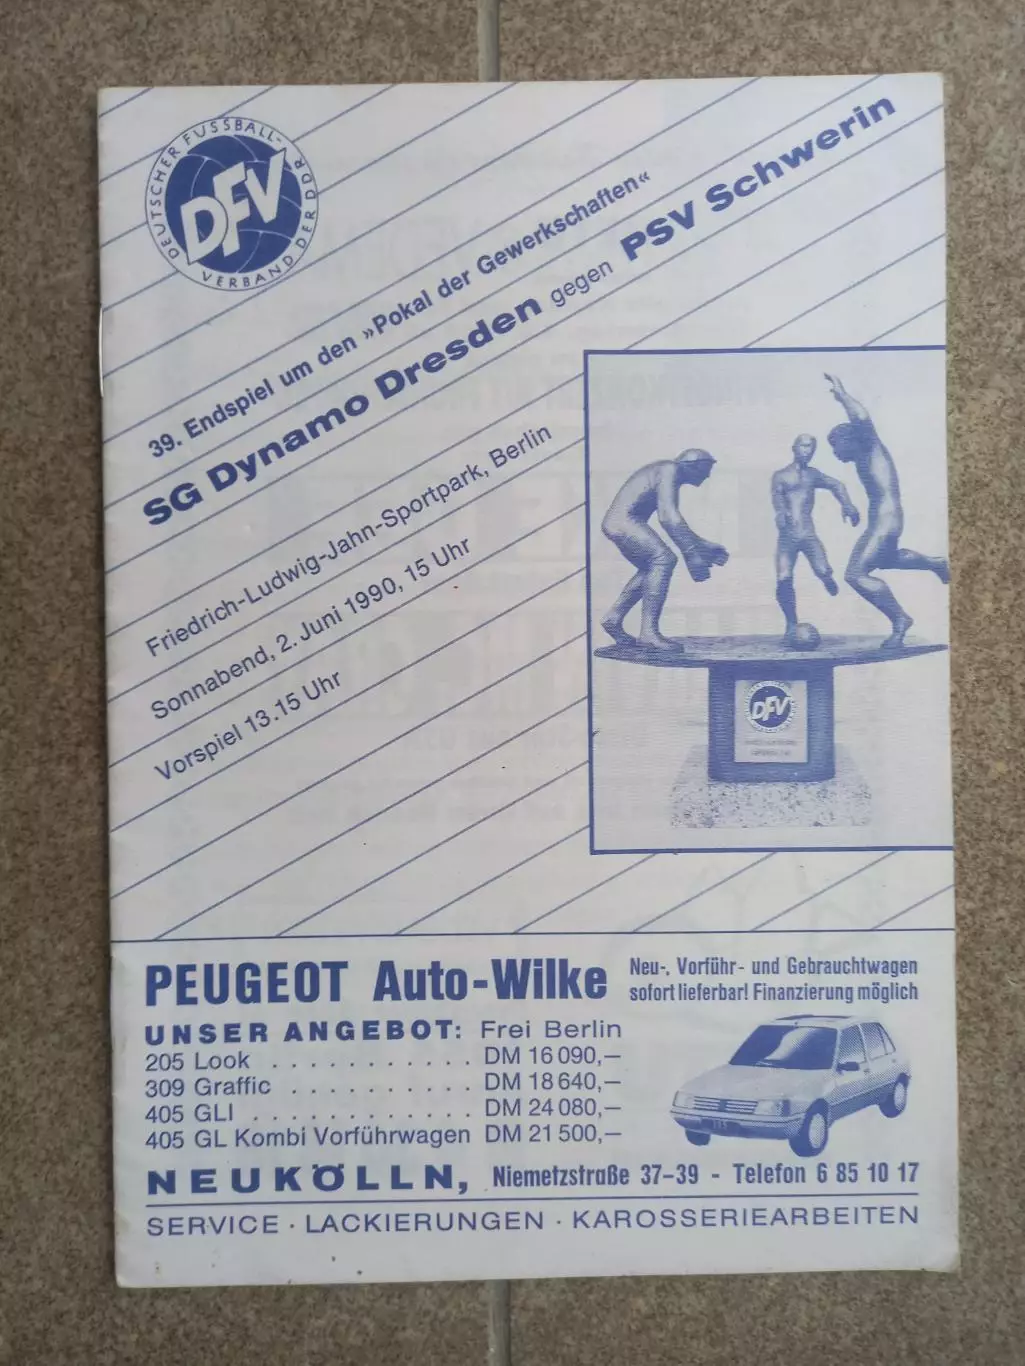 DEUTSCHER FUSSBALL-VERBAND DER DDR
DFV
39. Endspiel um den »Pokal der Gewerkschaften«
SG Dynamo Dresden gegen PSV Schwerin
Friedrich-Ludwig-Jahn-Sportpark, Berlin
Sonnabend, 2. Juni 1990, 15 Uhr
Vorspiel 13.15 Uhr
DFV
PEUGEOT Auto-Wilke
Neu-, Vorführ- und Gebrauchtwagen
sofort lieferbar! Finanzierung möglich
UNSER ANGEBOT: Frei Berlin
205 Look . . . . . . . . . . . DM 16 090,—
309 Graffic . . . . . . . . . . DM 18 640,—
405 GLI . . . . . . . . . . . . DM 24 080,—
405 GL Kombi Vorführwagen DM 21 500,—
NEUKÖLLN, Niemetzstraße 37-39 - Telefon 6 85 10 17
SERVICE · LACKIERUNGEN · KAROSSERIEARBEITEN